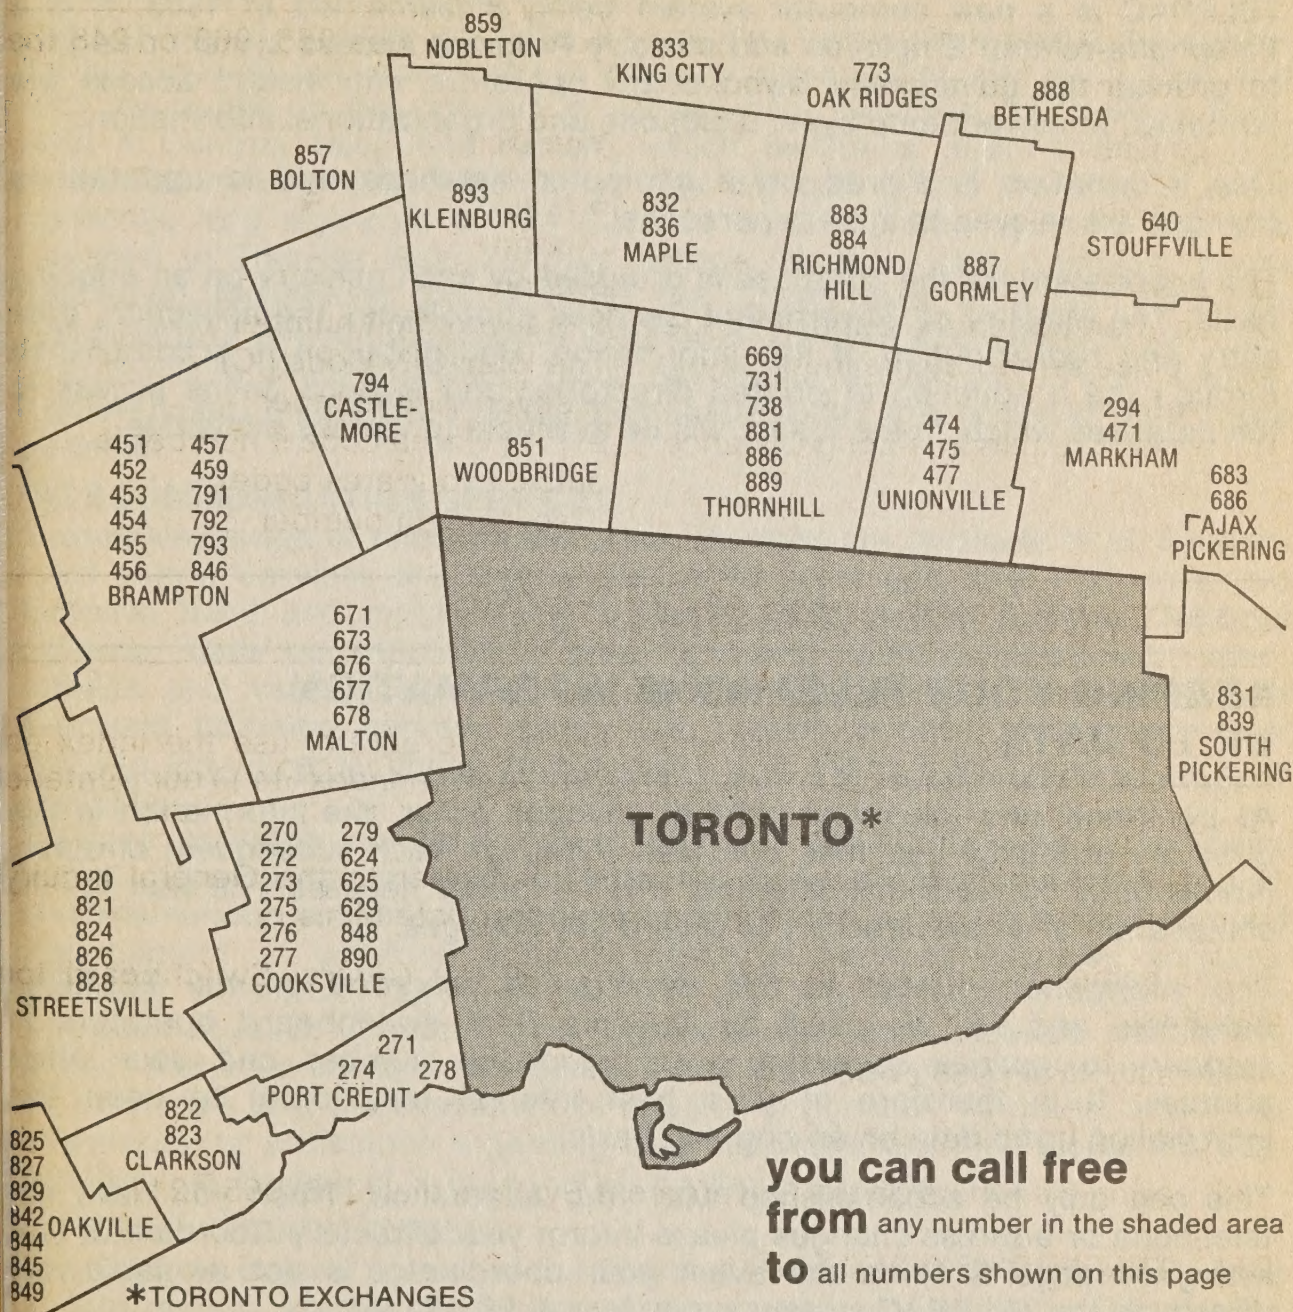 859
NOBLETON
833
KING CITY
773
OAK RIDGES
888
BETHESDA
857
BOLTON
893
KLEINBURG
832
836
MAPLE
883
884
RICHMOND
HILL
887
GORMLEY
640
STOUFFVILLE
794
CASTLE-
MORE
451 457
452 459
453 791
454 792
455 793
456 846
BRAMPTON
851
WOODBRIDGE
669
731
738
881
886
889
THORNHILL
474
475
477
UNIONVILLE
294
471
MARKHAM
683
686
AJAX
PICKERING
671
673
676
677
678
MALTON
831
839
SOUTH
PICKERING
TORONTO*
270 279
272 624
273 625
275 629
276 848
277 890
COOKSVILLE
820
821
824
826
828
STREETSVILLE
271
274 278
PORT CREDIT
822
823
CLARKSON
825
827
829
842
844
845
849
OAKVILLE
you can call free
from any number in the shaded area
to all numbers shown on this page
*TORONTO EXCHANGES